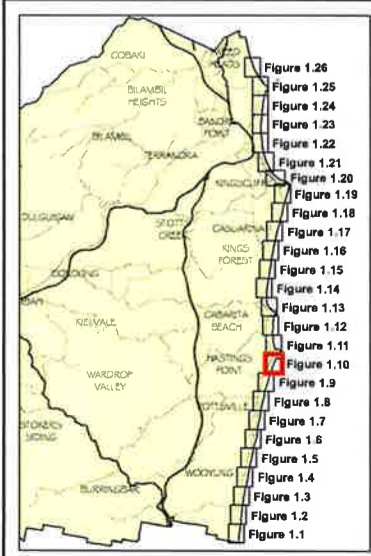 COBAKI
TWEED
HEADS
Figure 1.26
BILAMBIL
HEIGHTS
Figure 1.25
Figure 1.24
BANORA
POINT
Figure 1.23
BILAMBIL
Figure 1.22
TERRANORA
Figure 1.21
Figure 1.20
KINGSCLIFF
Figure 1.19
Figure 1.18
STOTTS
CREEK
CASUARINA
Figure 1.17
KINGS
FOREST
Figure 1.16
Figure 1.15
Figure 1.14
Figure 1.13
KIELVALE
CABARITA
BEACH
Figure 1.12
Figure 1.11
HASTINGS
POINT
Figure 1.10
WARDROP
VALLEY
Figure 1.9
POTTSVILLE
Figure 1.8
Figure 1.7
STOKERS
SIDING
Figure 1.6
Figure 1.5
WOOYUNG
Figure 1.4
BURRINGBAR
Figure 1.3
Figure 1.2
Figure 1.1